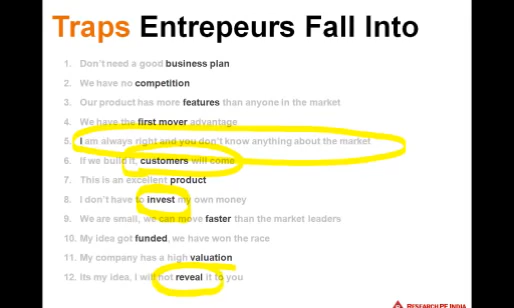 Traps Entrepeurs Fall Into
1. Don't need a good business plan
2. We have no competition
3. Our product has more features than anyone in the market
4. We have the first mover advantage
5. I am always right and you don't know anything about the market
6. If we build it, customers will come
7. This is an excellent product
8. I don't have to invest my own money
9. We are small, we can move faster than the market leaders
10. My idea got funded, we have won the race
11. My company has a high valuation
12. Its my idea, I will not reveal it to you
RESEARCHPE INDIA